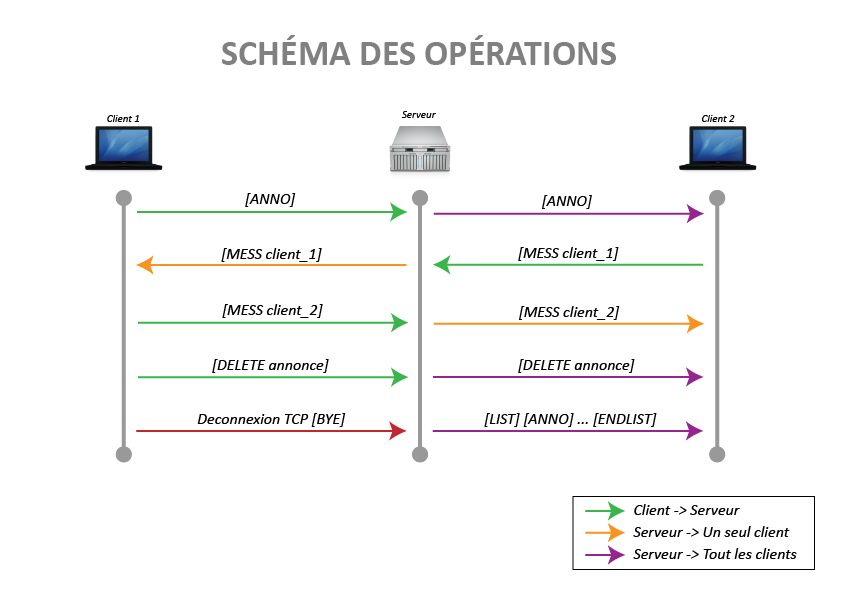 SCHÉMA DES OPÉRATIONS
Client 1
Serveur
Client 2
[ANNO]
[ANNO]
[MESS client_1]
[MESS client_1]
[MESS client_2]
[MESS client_2]
[DELETE annonce]
[DELETE annonce]
Deconnexion TCP [BYE]
[LIST] [ANNO] ... [ENDLIST]
Client -> Serveur
Serveur -> Un seul client
Serveur -> Tout les clients